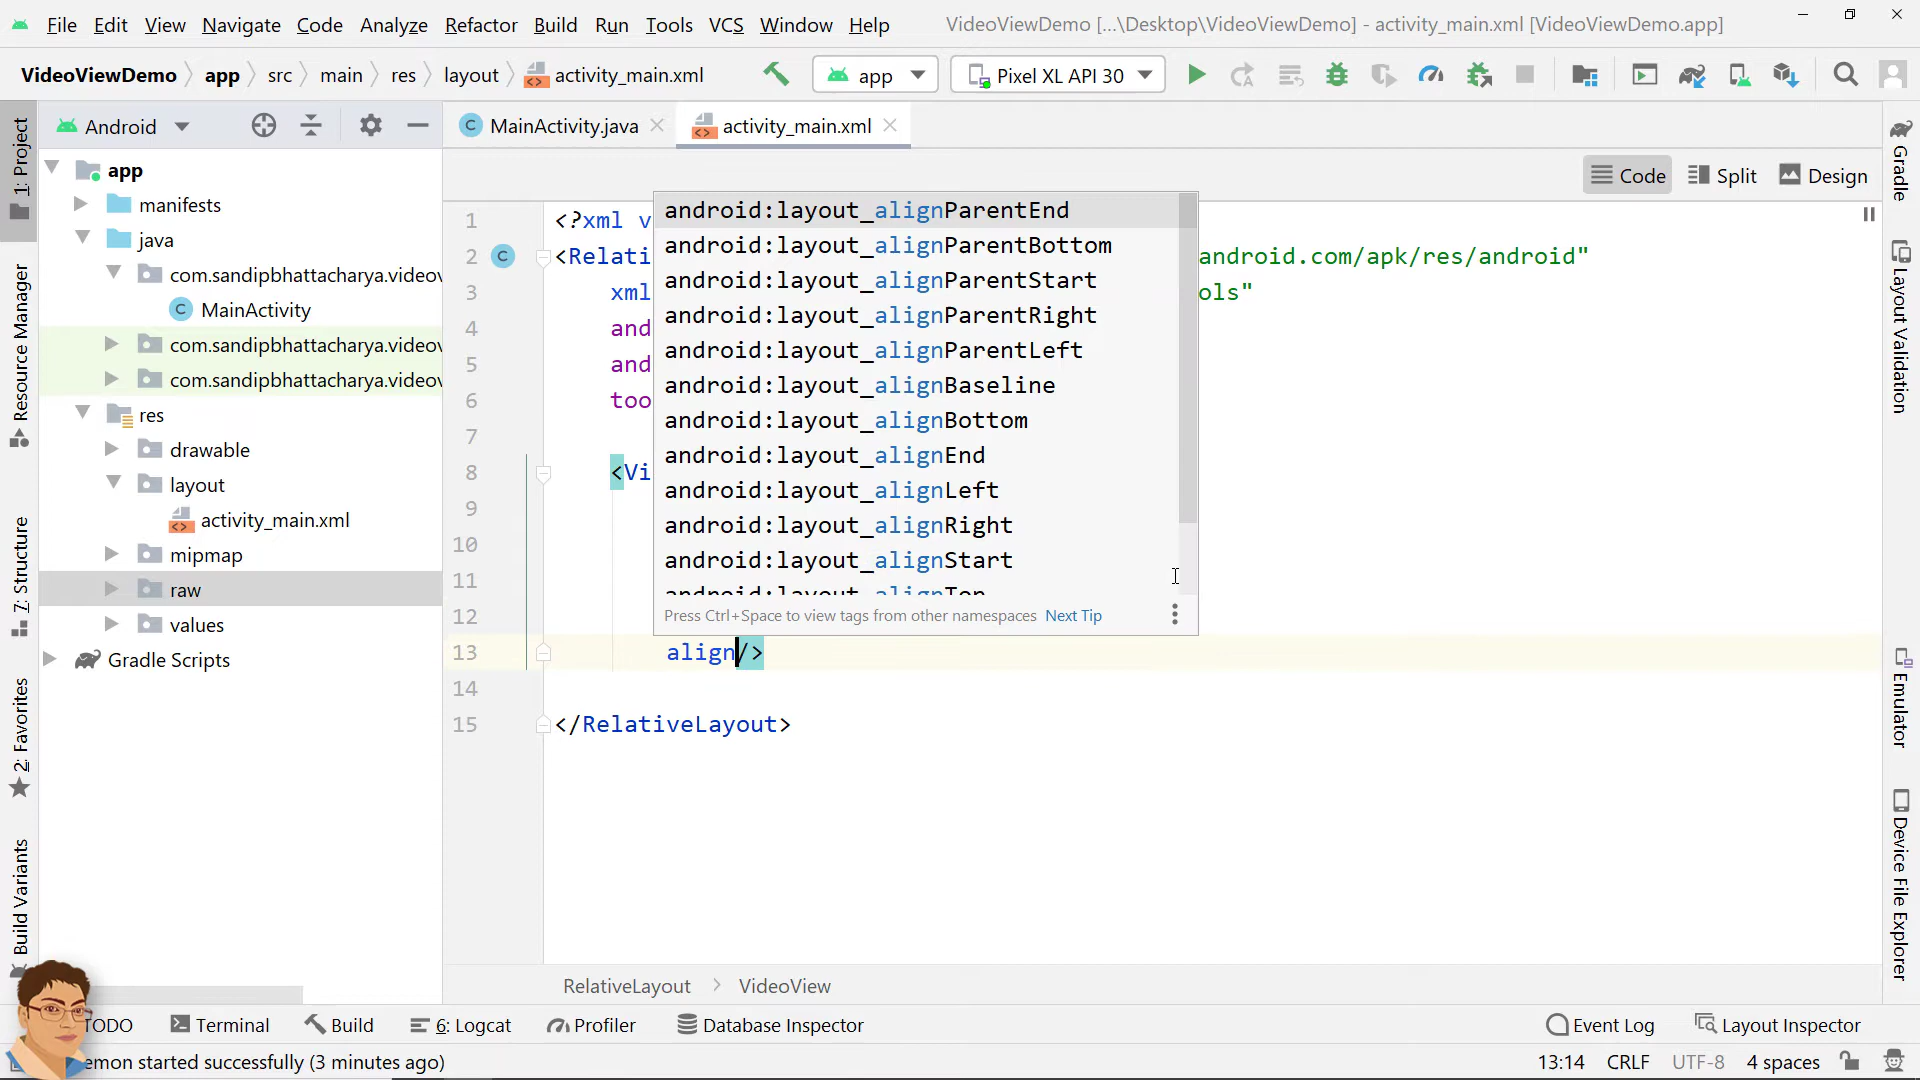 File Edit View Navigate Code Analyze Refactor Build Run Tools VCS Window Help VideoViewDemo [...\Desktop\VideoViewDemo] - activity_main.xml [VideoViewDemo.app]
VideoViewDemo app src main res layout activity_main.xml app Pixel XL API 30
Android MainActivity.java activity_main.xml
Code Split Design
1: Project
Resource Manager
7: Structure
2: Favorites
Build Variants
app
manifests
java
com.sandipbhattacharya.videov
MainActivity
com.sandipbhattacharya.videov
com.sandipbhattacharya.videov
res
drawable
layout
activity_main.xml
mipmap
raw
values
Gradle Scripts
1 <?xml v
2 <Relati android.com/apk/res/android"
3 xml ols"
4 and
5 and
6 too
7
8 <Vi
9
10
11
12
13 align/>
14
15 </RelativeLayout>
android:layout_alignParentEnd
android:layout_alignParentBottom
android:layout_alignParentStart
android:layout_alignParentRight
android:layout_alignParentLeft
android:layout_alignBaseline
android:layout_alignBottom
android:layout_alignEnd
android:layout_alignLeft
android:layout_alignRight
android:layout_alignStart
android:layout_alignTop
Press Ctrl+Space to view tags from other namespaces Next Tip
Gradle
Layout Validation
Emulator
Device File Explorer
RelativeLayout VideoView
TODO Terminal Build 6: Logcat Profiler Database Inspector Event Log Layout Inspector
emon started successfully (3 minutes ago) 13:14 CRLF UTF-8 4 spaces